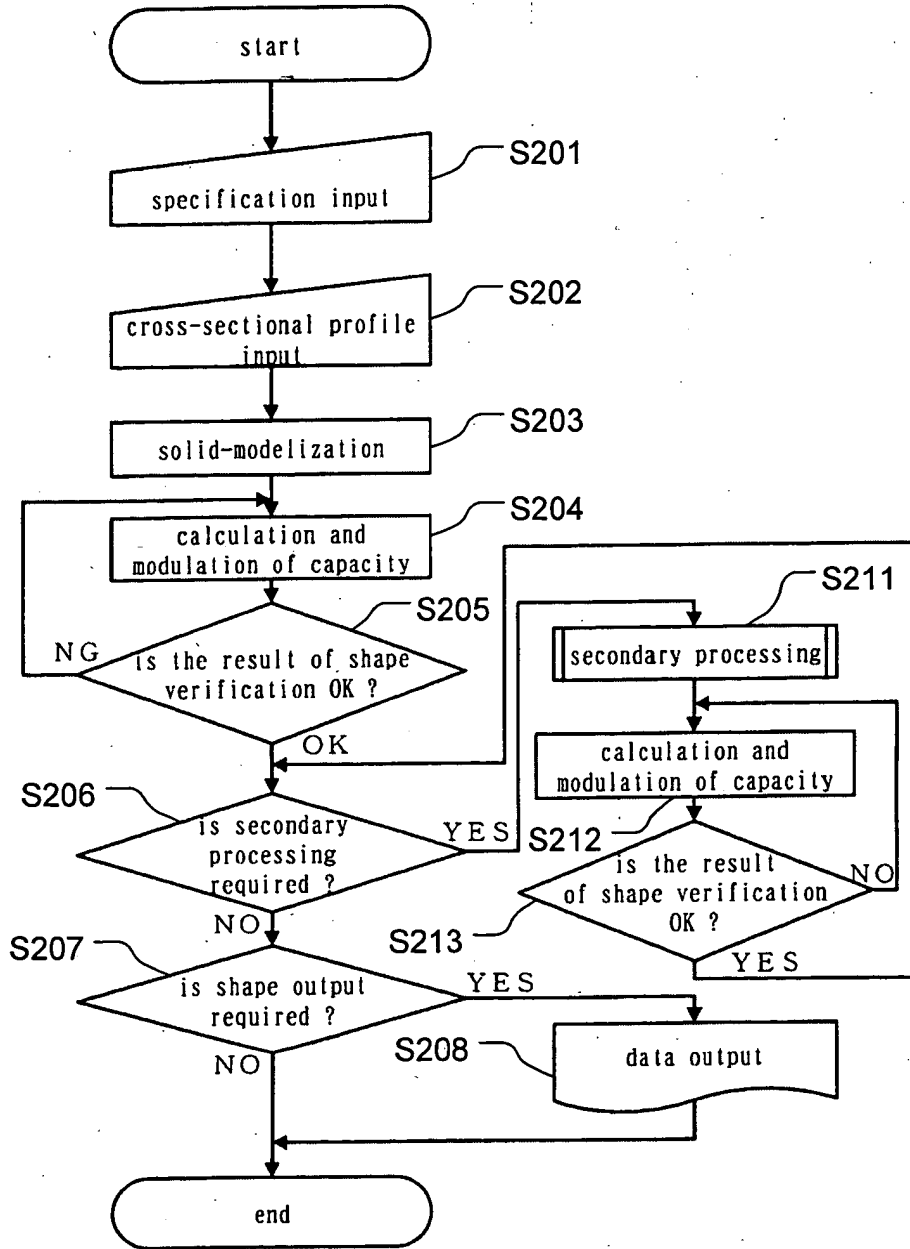 start
S201
specification input
S202
cross-sectional profile
input
S203
solid-modelization
S204
calculation and
modulation of capacity
S205
NG
is the result of shape
verification OK ?
OK
S211
secondary processing
calculation and
modulation of capacity
S212
is the result
of shape verification
OK ?
NO
S213
YES
S206
is secondary
processing
required ?
YES
NO
S207
is shape output
required ?
YES
NO
S208
data output
end